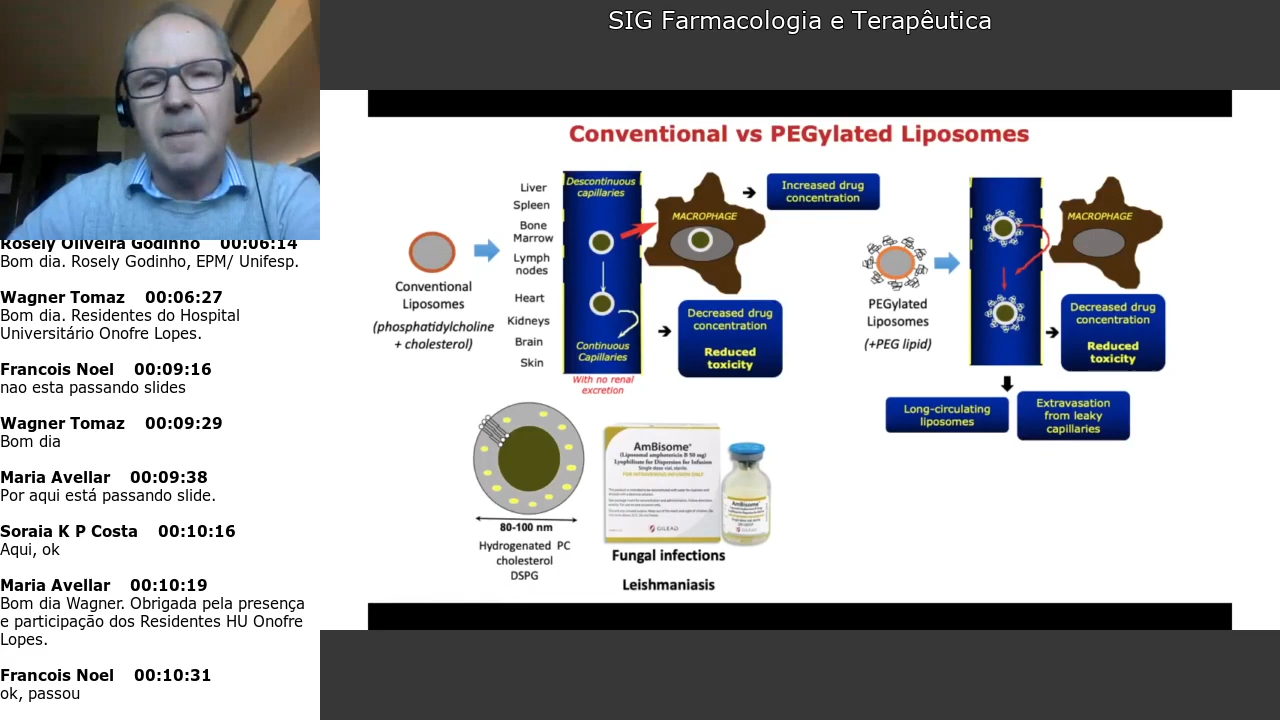 SIG Farmacologia e Terapêutica
Rosely Oliveira Godinho 00:06:14
Bom dia. Rosely Godinho, EPM/ Unifesp.
Wagner Tomaz 00:06:27
Bom dia. Residentes do Hospital
Universitário Onofre Lopes.
Francois Noel 00:09:16
nao esta passando slides
Wagner Tomaz 00:09:29
Bom dia
Maria Avellar 00:09:38
Por aqui está passando slide.
Soraia K P Costa 00:10:16
Aqui, ok
Maria Avellar 00:10:19
Bom dia Wagner. Obrigada pela presença
e participação dos Residentes HU Onofre
Lopes.
Francois Noel 00:10:31
ok, passou
Conventional vs PEGylated Liposomes
Conventional
Liposomes
(phosphatidylcholine
+ cholesterol)
Liver
Spleen
Bone
Marrow
Lymph
nodes
Heart
Kidneys
Brain
Skin
Descontinuous
capillaries
Continuous
Capillaries
With no renal
excretion
MACROPHAGE
Increased drug
concentration
Decreased drug
concentration
Reduced
toxicity
PEGylated
Liposomes
(+PEG lipid)
MACROPHAGE
Decreased drug
concentration
Reduced
toxicity
Long-circulating
liposomes
Extravasation
from leaky
capillaries
80-100 nm
Hydrogenated PC
cholesterol
DSPG
AmBisome®
(Liposomal amphotericin B 50 mg)
Lyophilisate for Dispersion for Infusion
Single dose vial, sterile.
FOR INTRAVENOUS INFUSION ONLY
GILEAD
AmBisome
Fungal infections
Leishmaniasis